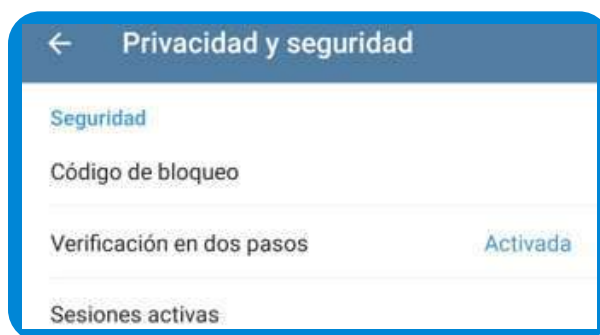 Privacidad y seguridad
Seguridad
Código de bloqueo
Verificación en dos pasos Activada
Sesiones activas